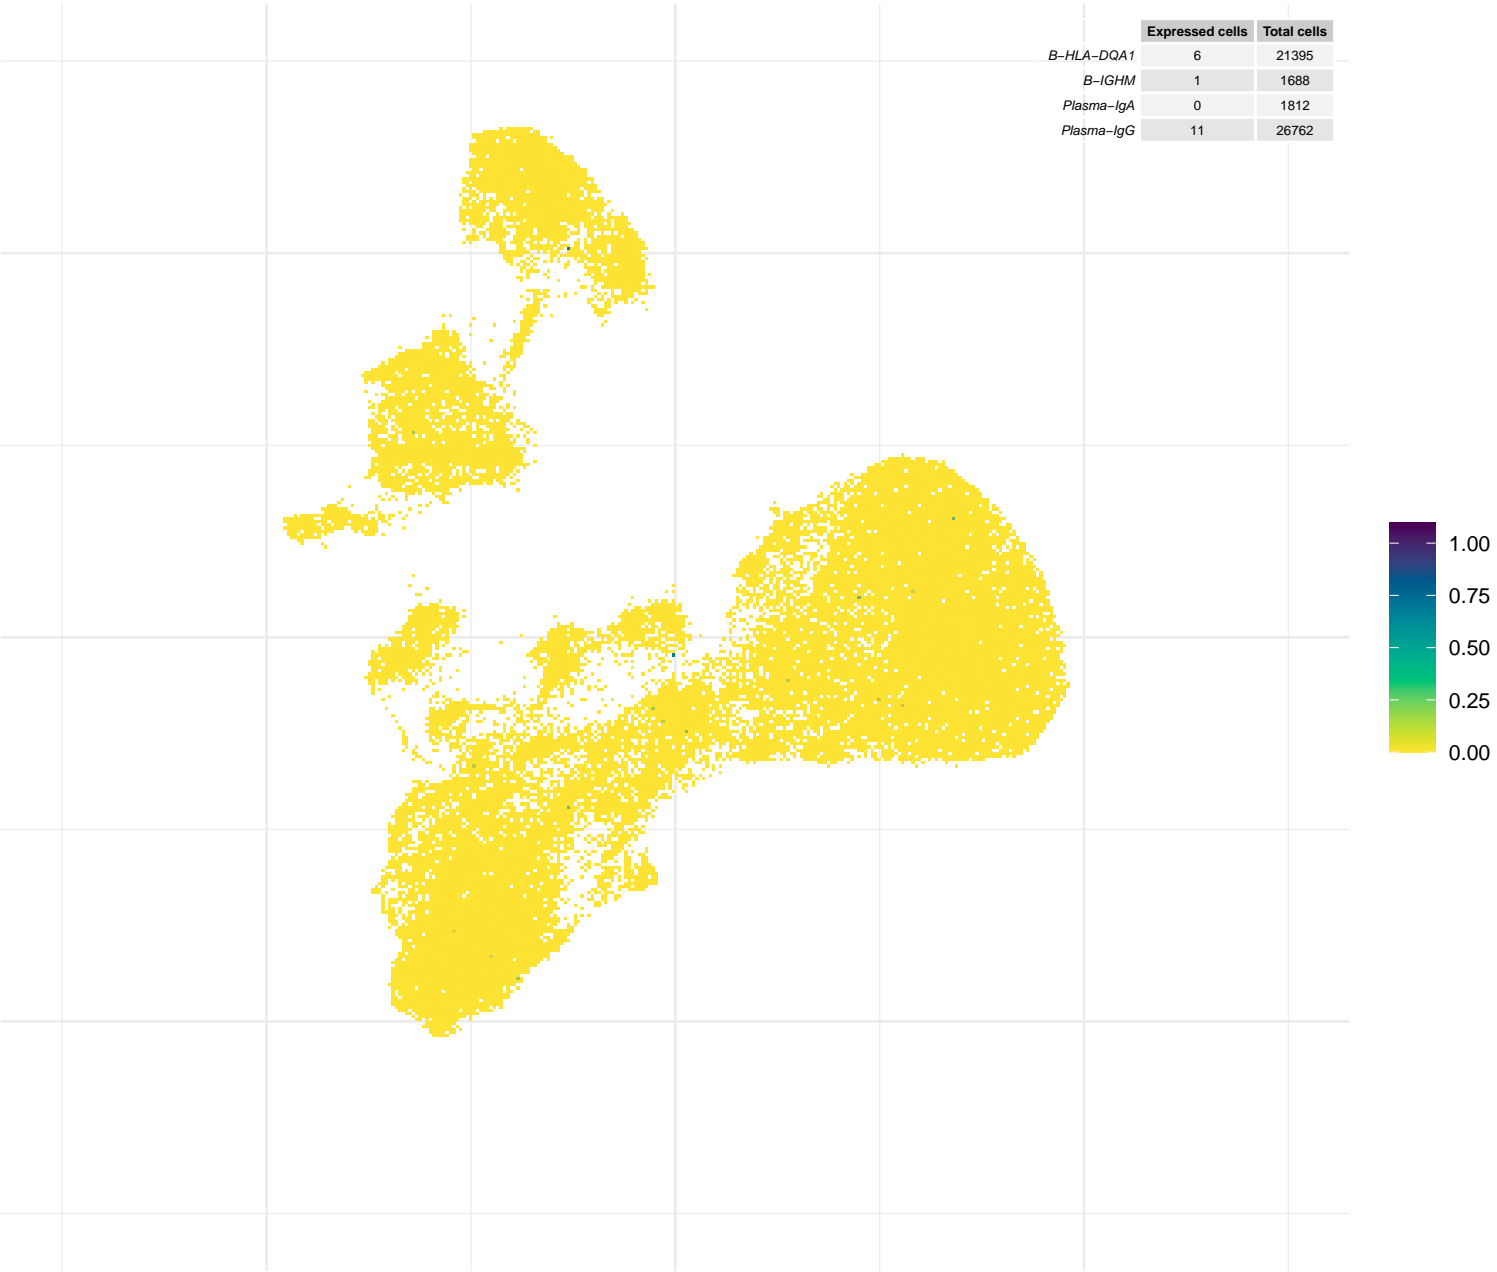 Expressed cells Total cells
B−HLA−DQA1 6 21395
B−IGHM 1 1688
Plasma−IgA 0 1812
Plasma−IgG 11 26762
1.00
0.75
0.50
0.25
0.00